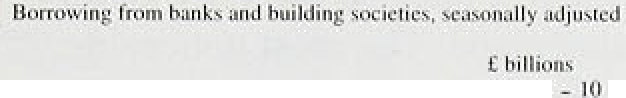 Borrowing from banks and building societies, seasonally adjusted
£ billions
– 10